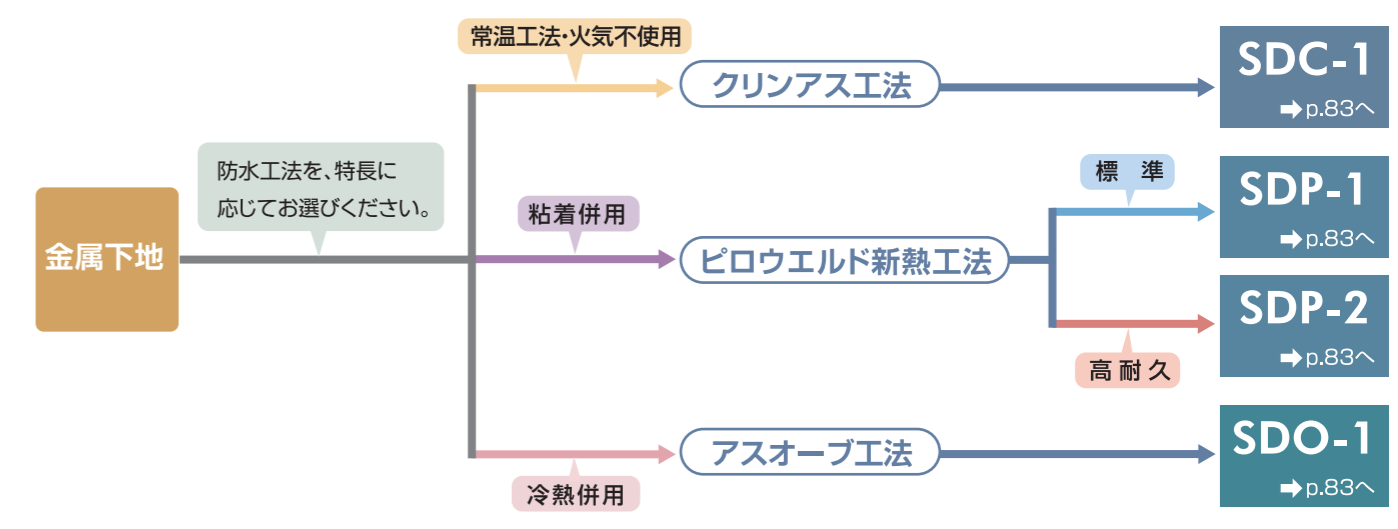 金属下地
防水工法を、特長に
応じてお選びください。
常温工法・火気不使用
クリンアス工法
SDC-1
➡p.83へ
粘着併用
ピロウエルド新熱工法
標 準
SDP-1
➡p.83へ
高耐久
SDP-2
➡p.83へ
冷熱併用
アスオーブ工法
SDO-1
➡p.83へ